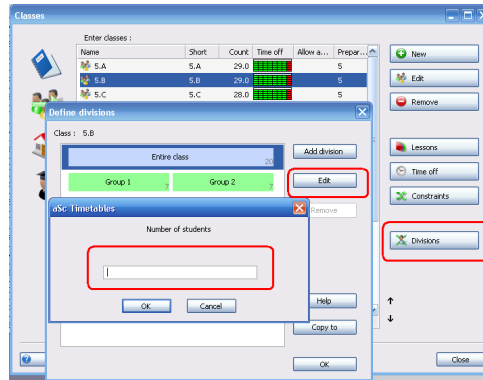 Classes
Enter classes :
Name Short Count Time off Allow a... Prepar...
5.A 5.A 29.0 5
5.B 5.B 29.0 5
5.C 5.C 28.0 5
New
Edit
Remove
Lessons
Time off
Constraints
Divisions
Close
Define divisions
Class : 5.B
Entire class 20
Group 1 7 Group 2 7
Add division
Edit
Remove
Help
Copy to
OK
aSc Timetables
Number of students
OK Cancel